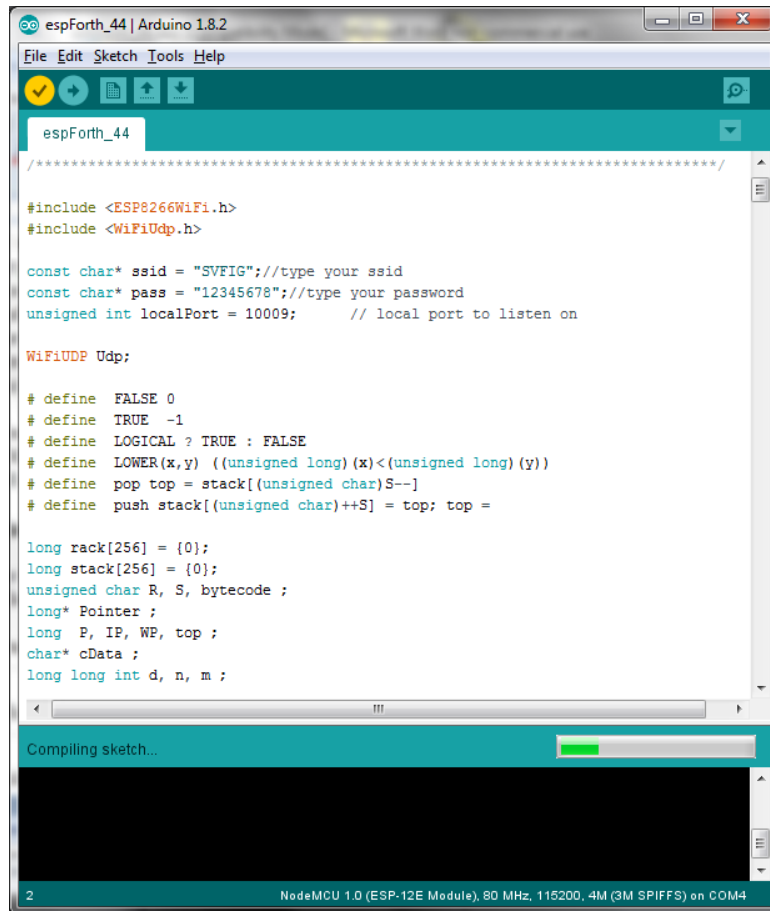 espForth_44 | Arduino 1.8.2
File Edit Sketch Tools Help
espForth_44
/******************************************************************************/
#include <ESP8266WiFi.h>
#include <WiFiUdp.h>
const char* ssid = "SVFIG";//type your ssid
const char* pass = "12345678";//type your password
unsigned int localPort = 10009;      // local port to listen on
WiFiUDP Udp;
# define  FALSE 0
# define  TRUE  -1
# define  LOGICAL ? TRUE : FALSE
# define  LOWER(x,y) ((unsigned long)(x)<(unsigned long)(y))
# define  pop top = stack[(unsigned char)S--]
# define  push stack[(unsigned char)++S] = top; top =
long rack[256] = {0};
long stack[256] = {0};
unsigned char R, S, bytecode ;
long* Pointer ;
long  P, IP, WP, top ;
char* cData ;
long long int d, n, m ;
Compiling sketch...
2 NodeMCU 1.0 (ESP-12E Module), 80 MHz, 115200, 4M (3M SPIFFS) on COM4